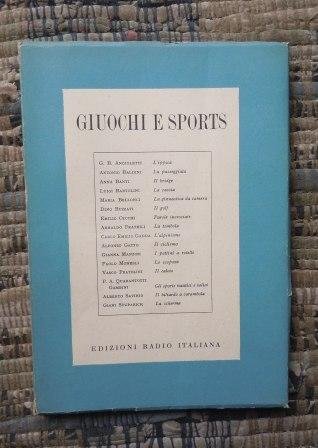 GIUOCHI E SPORTS
G. B. ANGIOLETTI L'ippica
ANTONIO BALDINI La passeggiata
ANNA BANTI Il bridge
LUIGI BARTOLINI La caccia
MARIA BELLONCI La ginnastica da camera
DINO BUZZATI Il golf
EMILIO CECCHI Parole incrociate
ARNALDO FRATEILI La tombola
CARLO EMILIO GADDA L'alpinismo
ALFONSO GATTO Il ciclismo
GIANNA MANZINI I pattini a rotelle
PAOLO MONELLI Lo scopone
VASCO PRATOLINI Il calcio
P. A. QUARANTOTTI
GAMBINI Gli sports nautici e velici
ALBERTO SAVINIO Il biliardo a carambola
GIANI STUPARICH La scherma
EDIZIONI RADIO ITALIANA